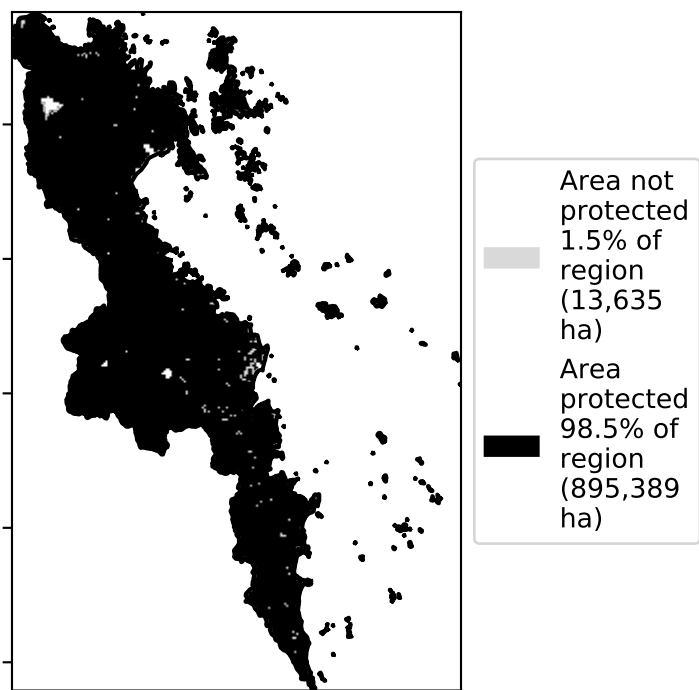 Area not
protected
1.5% of
region
(13,635
ha)
Area
protected
98.5% of
region
(895,389
ha)